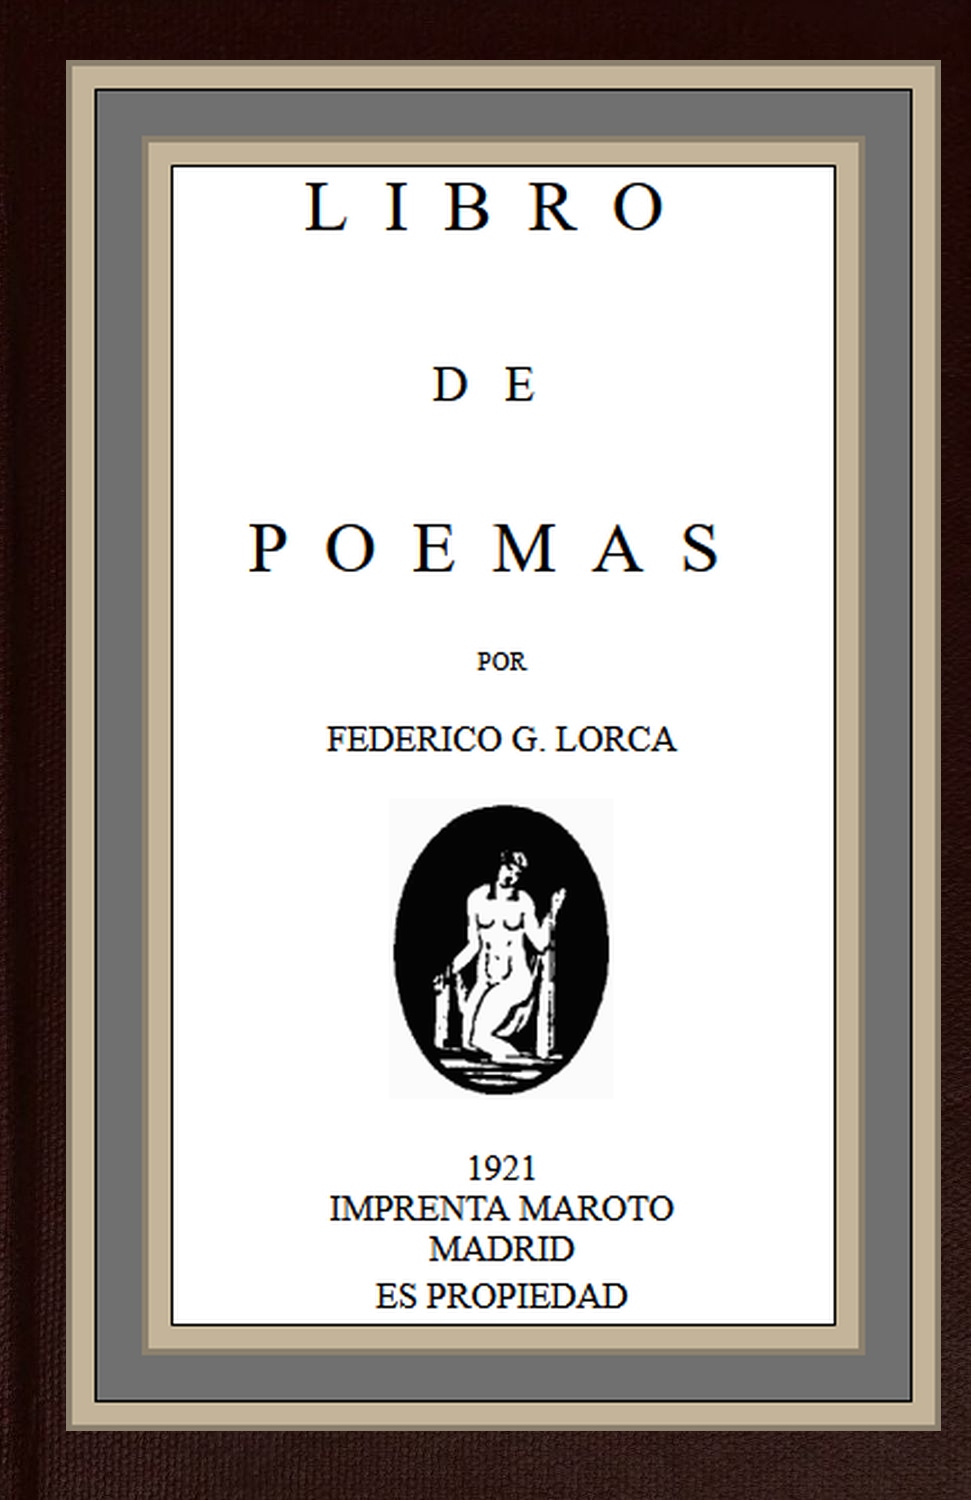 LIBRO
DE
POEMAS
POR
FEDERICO G. LORCA
1921
IMPRENTA MAROTO
MADRID
ES PROPIEDAD